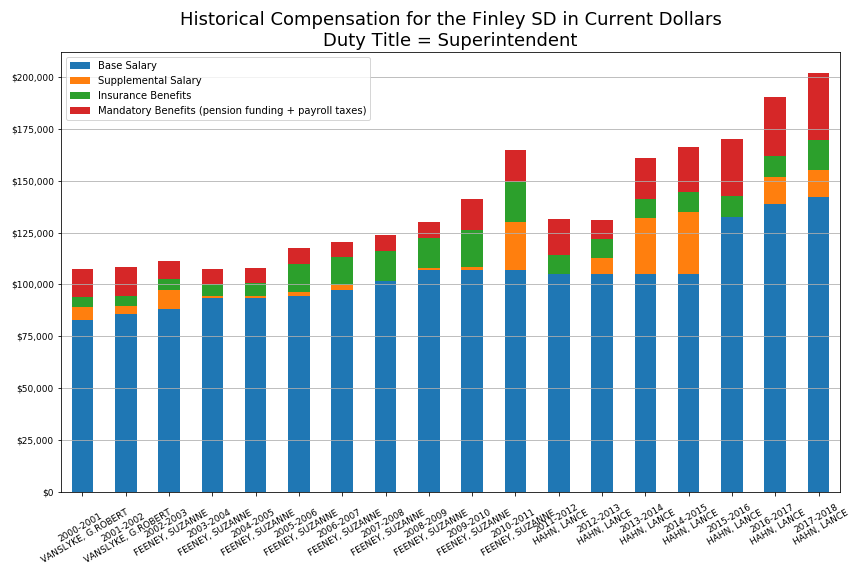 Historical Compensation for the Finley SD in Current Dollars
Duty Title = Superintendent
Base Salary
Supplemental Salary
Insurance Benefits
Mandatory Benefits (pension funding + payroll taxes)
$200,000
$175,000
$150,000
$125,000
$100,000
$75,000
$50,000
$25,000
$0
2000-2001
VANSLYKE, G.ROBERT
2001-2002
VANSLYKE, G.ROBERT
2002-2003
FEENEY, SUZANNE
2003-2004
FEENEY, SUZANNE
2004-2005
FEENEY, SUZANNE
2005-2006
FEENEY, SUZANNE
2006-2007
FEENEY, SUZANNE
2007-2008
FEENEY, SUZANNE
2008-2009
FEENEY, SUZANNE
2009-2010
FEENEY, SUZANNE
2010-2011
FEENEY, SUZANNE
2011-2012
HAHN, LANCE
2012-2013
HAHN, LANCE
2013-2014
HAHN, LANCE
2014-2015
HAHN, LANCE
2015-2016
HAHN, LANCE
2016-2017
HAHN, LANCE
2017-2018
HAHN, LANCE